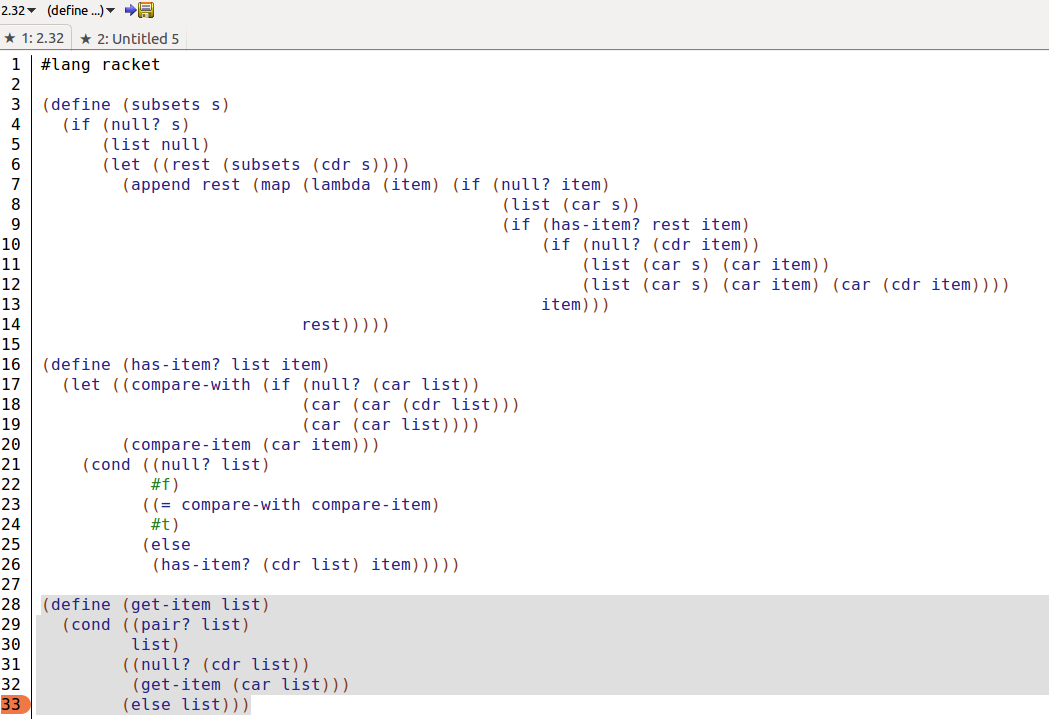 2.32 (define ...)
1: 2.32 2: Untitled 5
1 #lang racket
2
3 (define (subsets s)
4   (if (null? s)
5       (list null)
6       (let ((rest (subsets (cdr s))))
7         (append rest (map (lambda (item) (if (null? item)
8                                               (list (car s))
9                                               (if (has-item? rest item)
10                                                  (if (null? (cdr item))
11                                                      (list (car s) (car item))
12                                                      (list (car s) (car item) (car (cdr item))))
13                                                  item)))
14                          rest)))))
15
16 (define (has-item? list item)
17   (let ((compare-with (if (null? (car list))
18                           (car (car (cdr list)))
19                           (car (car list))))
20         (compare-item (car item)))
21     (cond ((null? list)
22            #f)
23           ((= compare-with compare-item)
24            #t)
25           (else
26            (has-item? (cdr list) item)))))
27
28 (define (get-item list)
29   (cond ((pair? list)
30          list)
31         ((null? (cdr list))
32          (get-item (car list)))
33         (else list)))